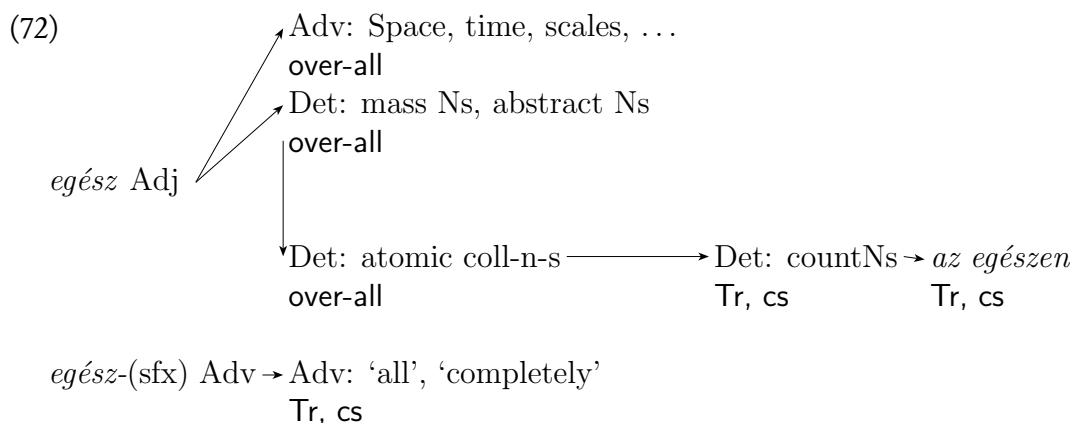 (72)
Adv: Space, time, scales, …
over-all
Det: mass Ns, abstract Ns
over-all
egész Adj
Det: atomic coll-n-s Det: countNs az egészen
over-all Tr, cs Tr, cs
egész-(sfx) Adv Adv: ‘all’, ‘completely’
Tr, cs